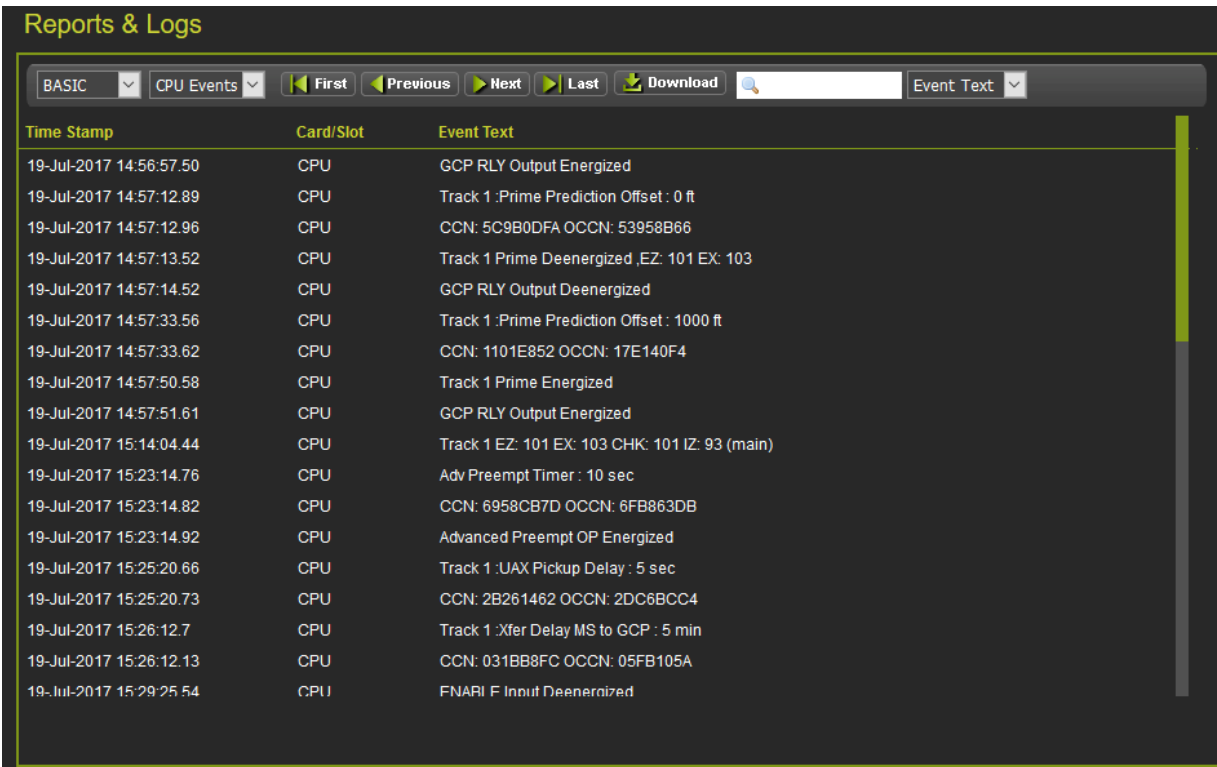 Reports & Logs
BASIC CPU Events First Previous Next Last Download Event Text
Time Stamp Card/Slot Event Text
19-Jul-2017 14:56:57.50 CPU GCP RLY Output Energized
19-Jul-2017 14:57:12.89 CPU Track 1 :Prime Prediction Offset : 0 ft
19-Jul-2017 14:57:12.96 CPU CCN: 5C9B0DFA OCCN: 53958B66
19-Jul-2017 14:57:13.52 CPU Track 1 Prime Deenergized ,EZ: 101 EX: 103
19-Jul-2017 14:57:14.52 CPU GCP RLY Output Deenergized
19-Jul-2017 14:57:33.56 CPU Track 1 :Prime Prediction Offset : 1000 ft
19-Jul-2017 14:57:33.62 CPU CCN: 1101E852 OCCN: 17E140F4
19-Jul-2017 14:57:50.58 CPU Track 1 Prime Energized
19-Jul-2017 14:57:51.61 CPU GCP RLY Output Energized
19-Jul-2017 15:14:04.44 CPU Track 1 EZ: 101 EX: 103 CHK: 101 IZ: 93 (main)
19-Jul-2017 15:23:14.76 CPU Adv Preempt Timer : 10 sec
19-Jul-2017 15:23:14.82 CPU CCN: 6958CB7D OCCN: 6FB863DB
19-Jul-2017 15:23:14.92 CPU Advanced Preempt OP Energized
19-Jul-2017 15:25:20.66 CPU Track 1 :UAX Pickup Delay : 5 sec
19-Jul-2017 15:25:20.73 CPU CCN: 2B261462 OCCN: 2DC6BCC4
19-Jul-2017 15:26:12.7 CPU Track 1 :Xfer Delay MS to GCP : 5 min
19-Jul-2017 15:26:12.13 CPU CCN: 031BB8FC OCCN: 05FB105A
19-Jul-2017 15:29:25.54 CPU ENABLE Input Deenergized